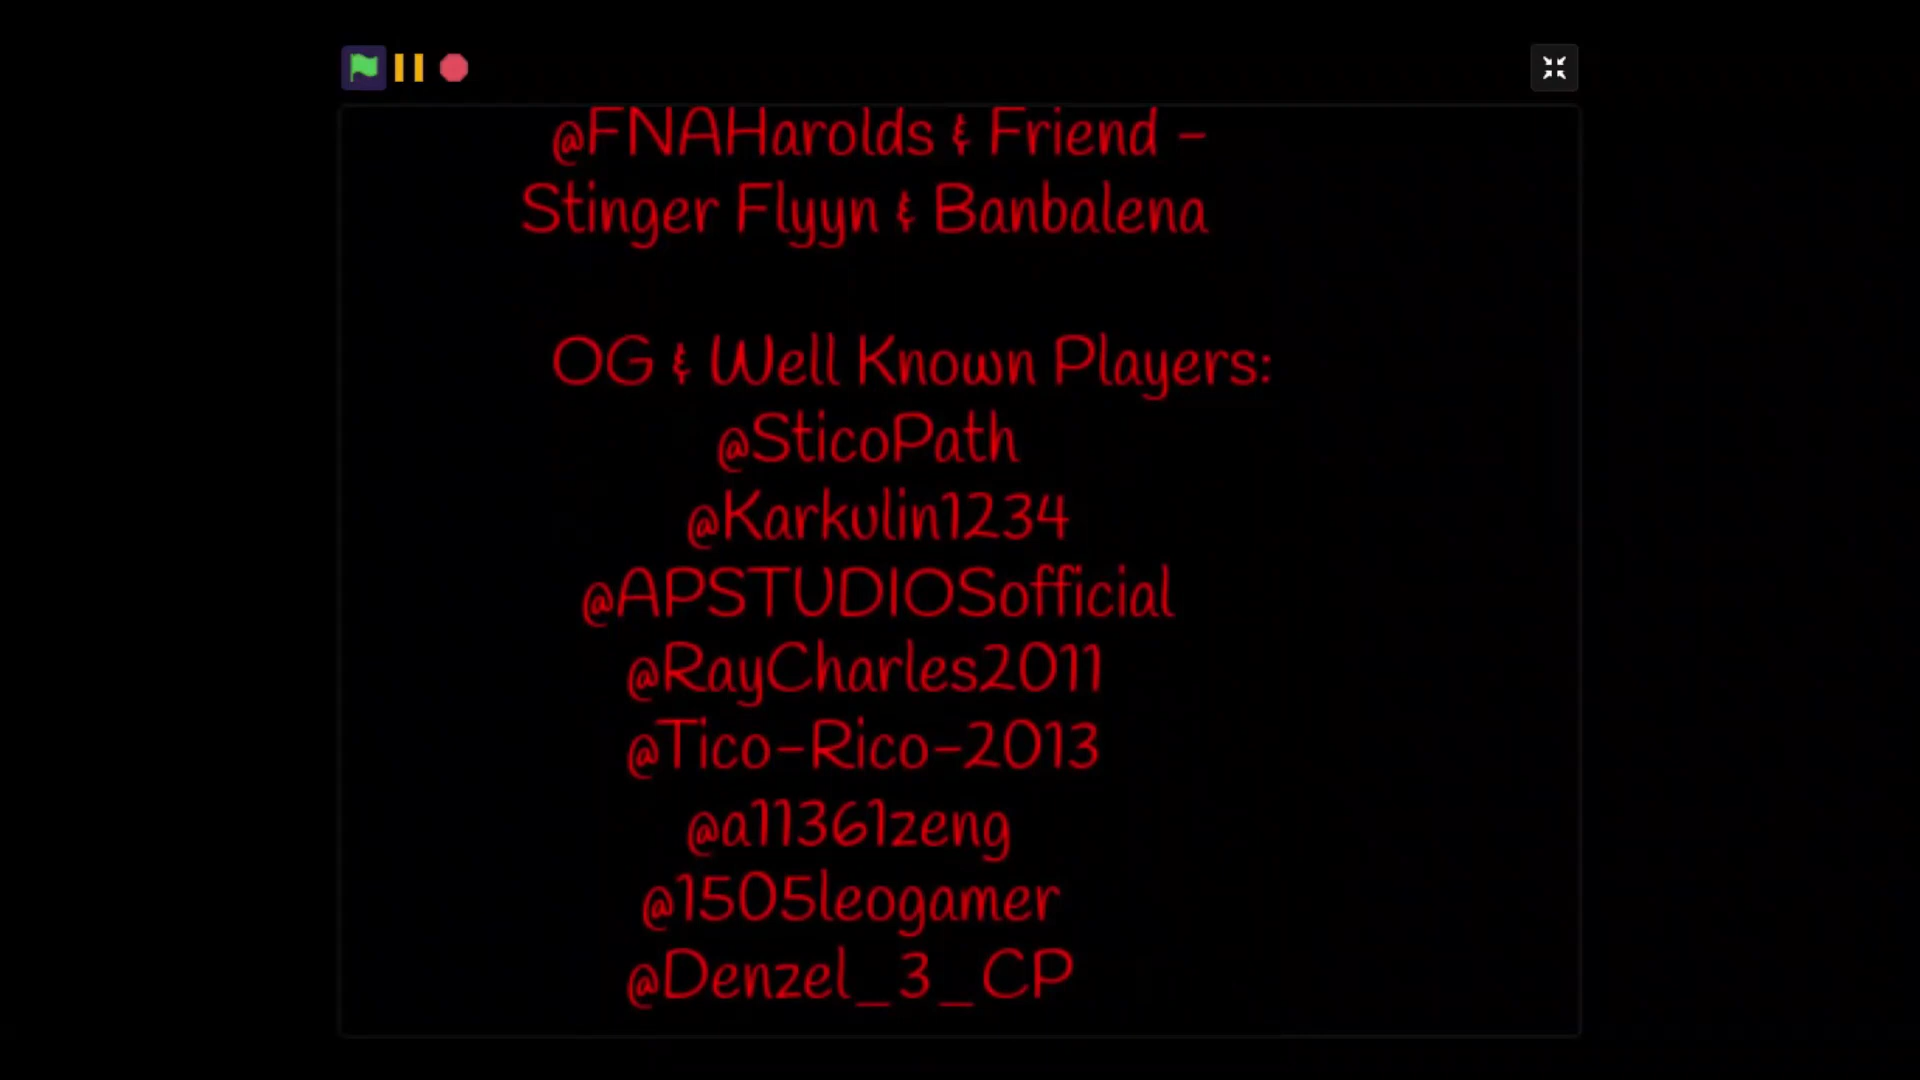 @FNAHarolds & Friend -
Stinger Flyyn & Banbalena
OG & Well Known Players:
@SticoPath
@Karkulin1234
@APSTUDIOSofficial
@RayCharles2011
@Tico-Rico-2013
@a11361zeng
@1505leogamer
@Denzel_3_CP